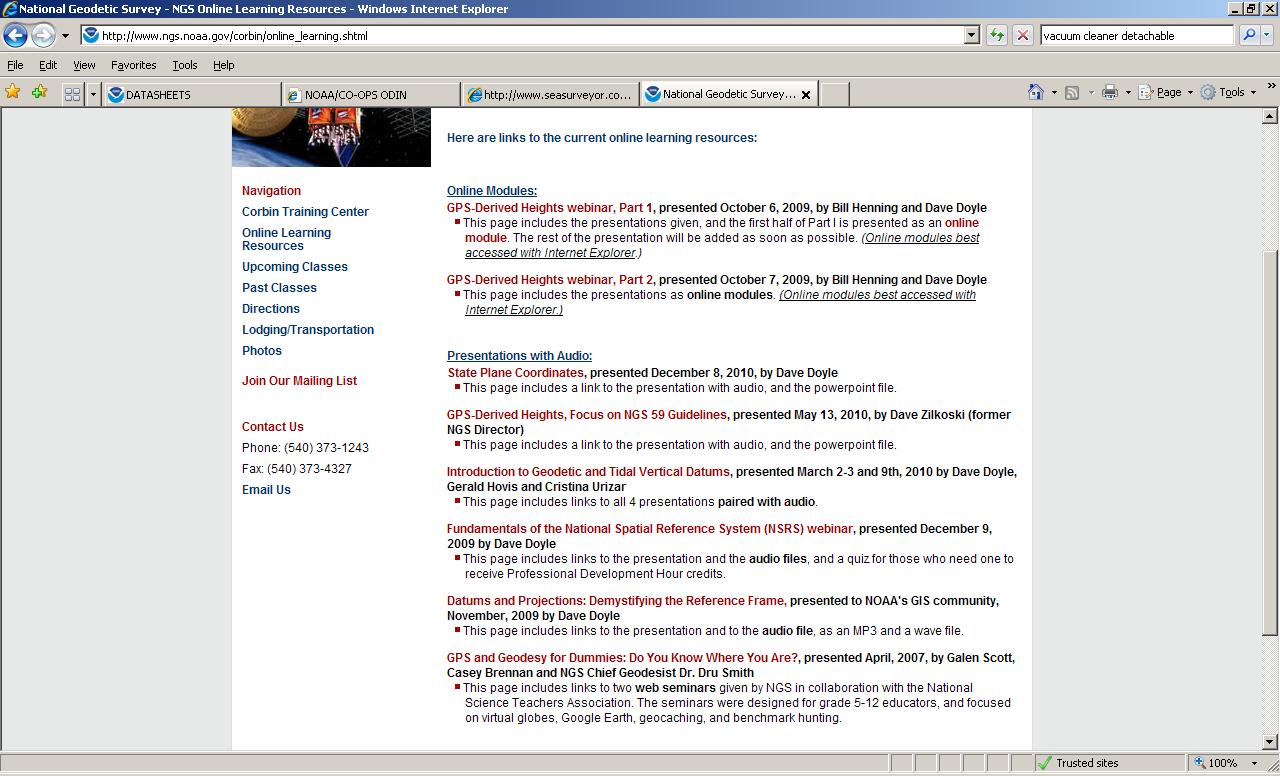 National Geodetic Survey - NGS Online Learning Resources - Windows Internet Explorer
http://www.ngs.noaa.gov/corbin/online_learning.shtml
vacuum cleaner detachable
File Edit View Favorites Tools Help
DATASHEETS
NOAA/CO-OPS ODIN
http://www.seasurveyor.co...
National Geodetic Survey...
Page
Tools
Navigation
Corbin Training Center
Online Learning
Resources
Upcoming Classes
Past Classes
Directions
Lodging/Transportation
Photos
Join Our Mailing List
Contact Us
Phone: (540) 373-1243
Fax: (540) 373-4327
Email Us
Here are links to the current online learning resources:
Online Modules:
GPS-Derived Heights webinar, Part 1, presented October 6, 2009, by Bill Henning and Dave Doyle
This page includes the presentations given, and the first half of Part I is presented as an online
module. The rest of the presentation will be added as soon as possible. (Online modules best
accessed with Internet Explorer.)
GPS-Derived Heights webinar, Part 2, presented October 7, 2009, by Bill Henning and Dave Doyle
This page includes the presentations as online modules. (Online modules best accessed with
Internet Explorer.)
Presentations with Audio:
State Plane Coordinates, presented December 8, 2010, by Dave Doyle
This page includes a link to the presentation with audio, and the powerpoint file.
GPS-Derived Heights, Focus on NGS 59 Guidelines, presented May 13, 2010, by Dave Zilkoski (former
NGS Director)
This page includes a link to the presentation with audio, and the powerpoint file.
Introduction to Geodetic and Tidal Vertical Datums, presented March 2-3 and 9th, 2010 by Dave Doyle,
Gerald Hovis and Cristina Urizar
This page includes links to all 4 presentations paired with audio.
Fundamentals of the National Spatial Reference System (NSRS) webinar, presented December 9,
2009 by Dave Doyle
This page includes links to the presentation and the audio files, and a quiz for those who need one to
receive Professional Development Hour credits.
Datums and Projections: Demystifying the Reference Frame, presented to NOAA's GIS community,
November, 2009 by Dave Doyle
This page includes links to the presentation and to the audio file, as an MP3 and a wave file.
GPS and Geodesy for Dummies: Do You Know Where You Are?, presented April, 2007, by Galen Scott,
Casey Brennan and NGS Chief Geodesist Dr. Dru Smith
This page includes links to two web seminars given by NGS in collaboration with the National
Science Teachers Association. The seminars were designed for grade 5-12 educators, and focused
on virtual globes, Google Earth, geocaching, and benchmark hunting.
Trusted sites
100%